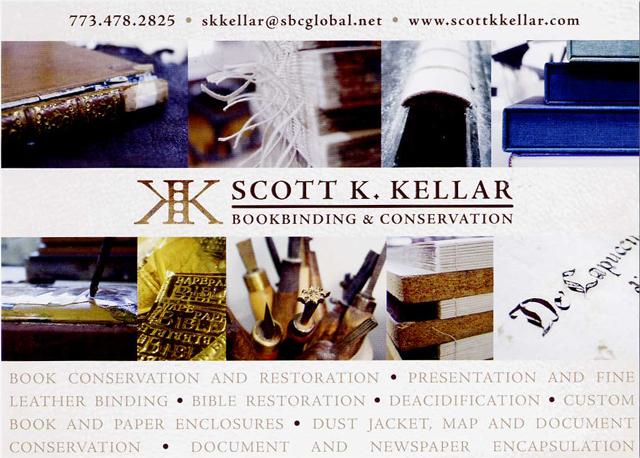 773.478.2825 • skkellar@sbcglobal.net • www.scottkkellar.com
SCOTT K. KELLAR
BOOKBINDING & CONSERVATION
BOOK CONSERVATION AND RESTORATION • PRESENTATION AND FINE
LEATHER BINDING • BIBLE RESTORATION • DEACIDIFICATION • CUSTOM
BOOK AND PAPER ENCLOSURES • DUST JACKET, MAP AND DOCUMENT
CONSERVATION • DOCUMENT AND NEWSPAPER ENCAPSULATION